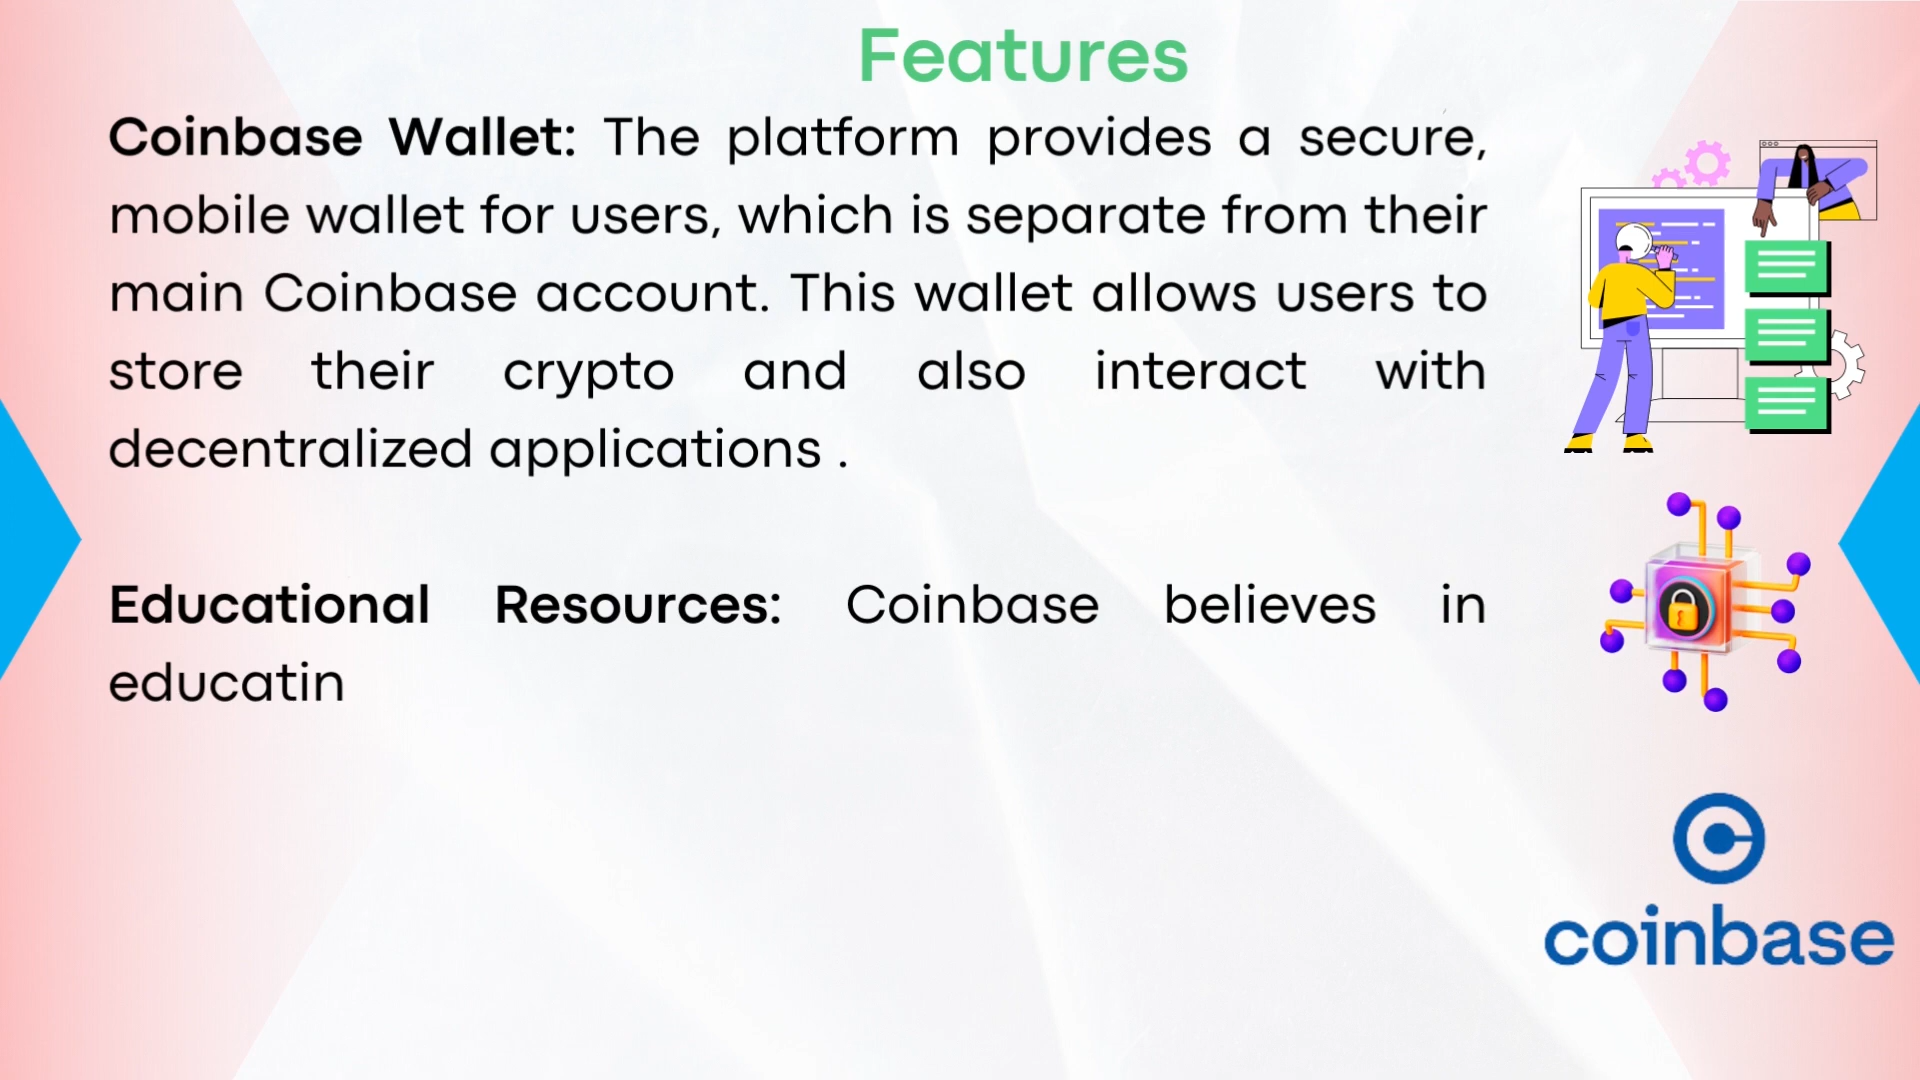 Features
Coinbase Wallet: The platform provides a secure,
mobile wallet for users, which is separate from their
main Coinbase account. This wallet allows users to
store their crypto and also interact with
decentralized applications .
Educational Resources: Coinbase believes in
educatin
coinbase